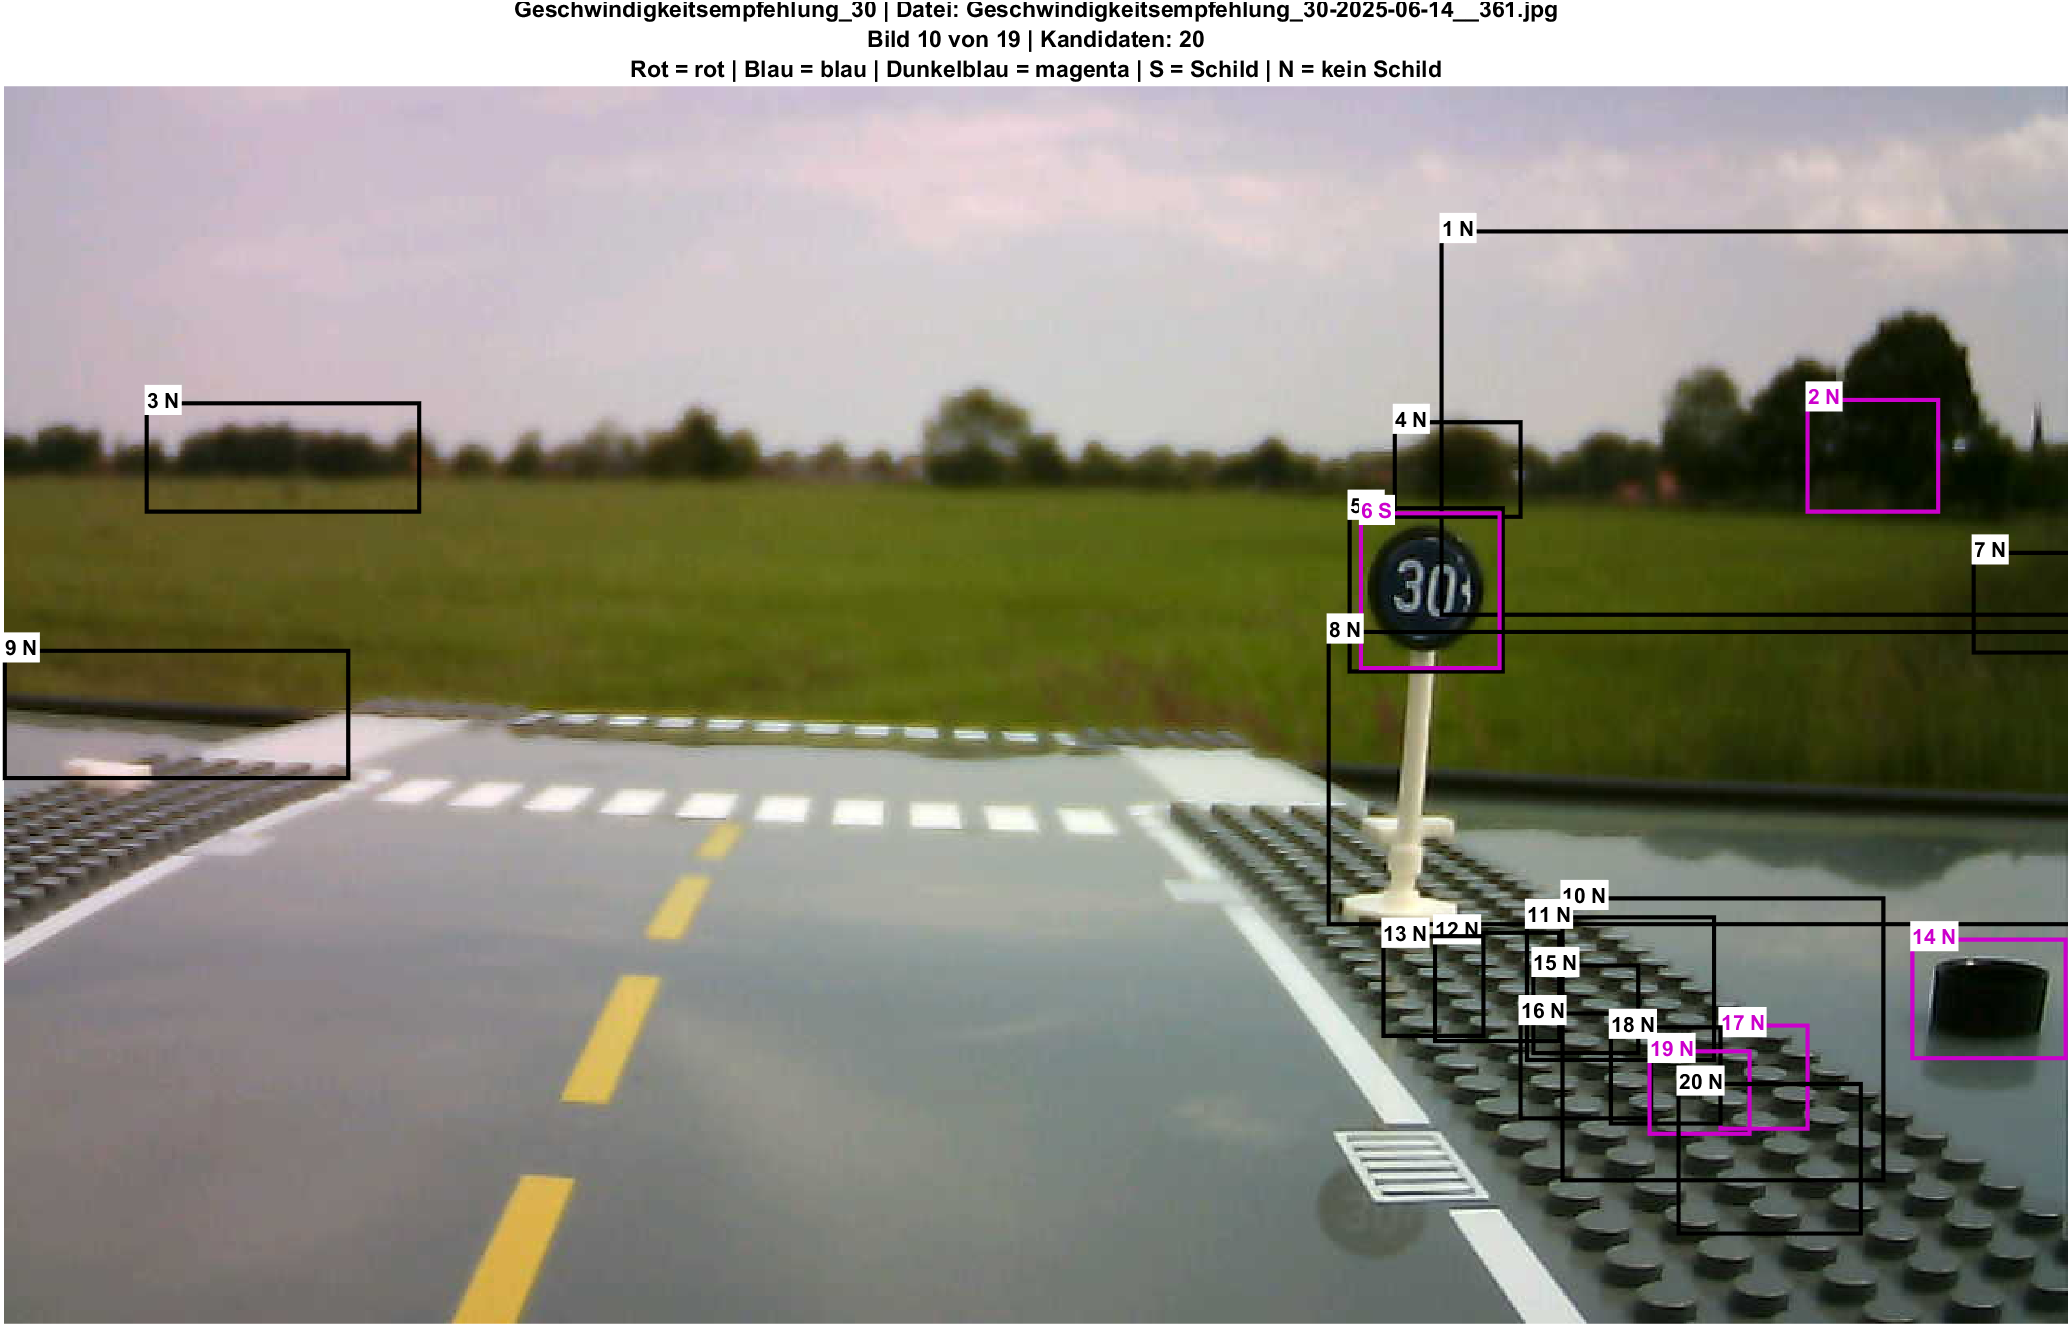 Geschwindigkeitsempfehlung_30 | Datei: Geschwindigkeitsempfehlung_30-2025-06-14__361.jpg
Bild 10 von 19 | Kandidaten: 20
Rot = rot | Blau = blau | Dunkelblau = magenta | S = Schild | N = kein Schild
1 N
2 N
3 N
4 N
5
6 S
30
7 N
8 N
9 N
10 N
11 N
12 N
13 N
14 N
15 N
16 N
17 N
18 N
19 N
20 N